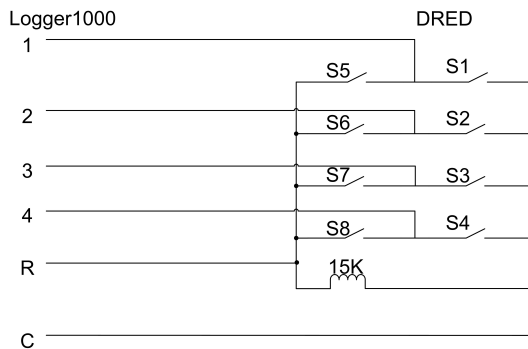 Logger1000 DRED
1
S5 S1
2
S6 S2
3
S7 S3
4
S8 S4
R
15K
C